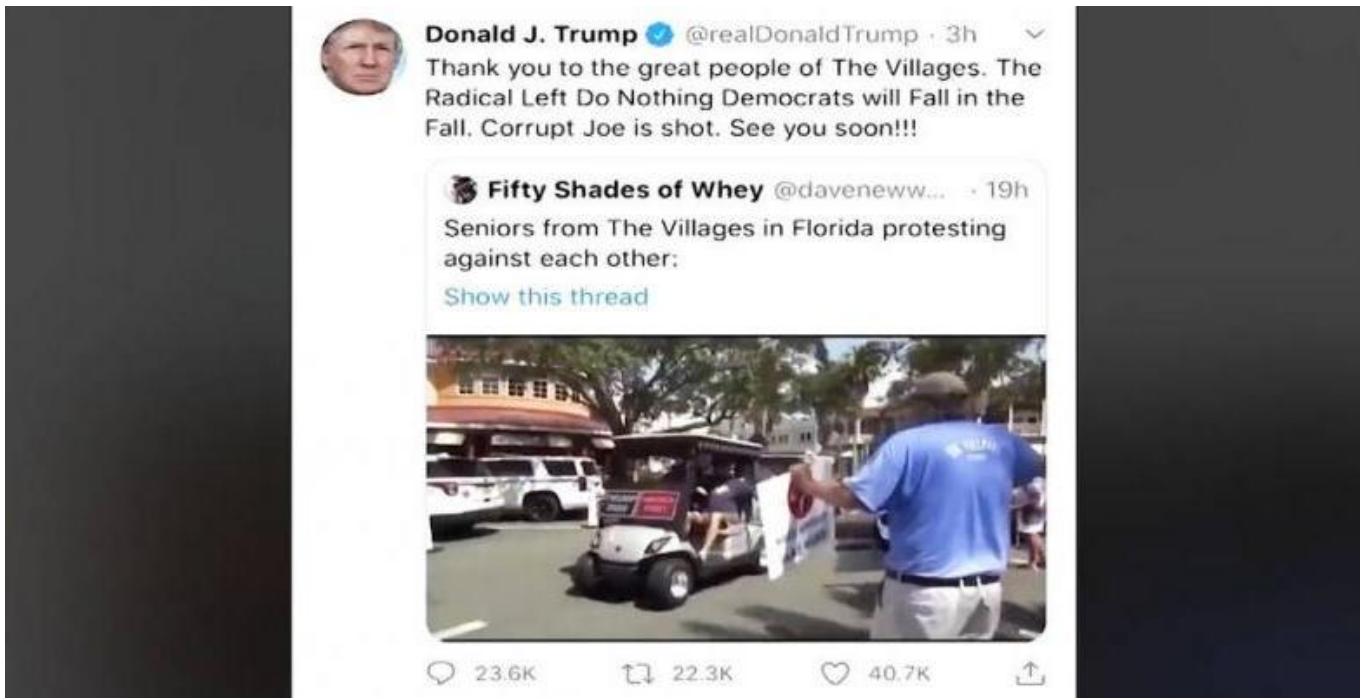 Donald J. Trump @realDonaldTrump · 3h
Thank you to the great people of The Villages. The
Radical Left Do Nothing Democrats will Fall in the
Fall. Corrupt Joe is shot. See you soon!!!
Fifty Shades of Whey @daveneww... · 19h
Seniors from The Villages in Florida protesting
against each other:
Show this thread
23.6K 22.3K 40.7K